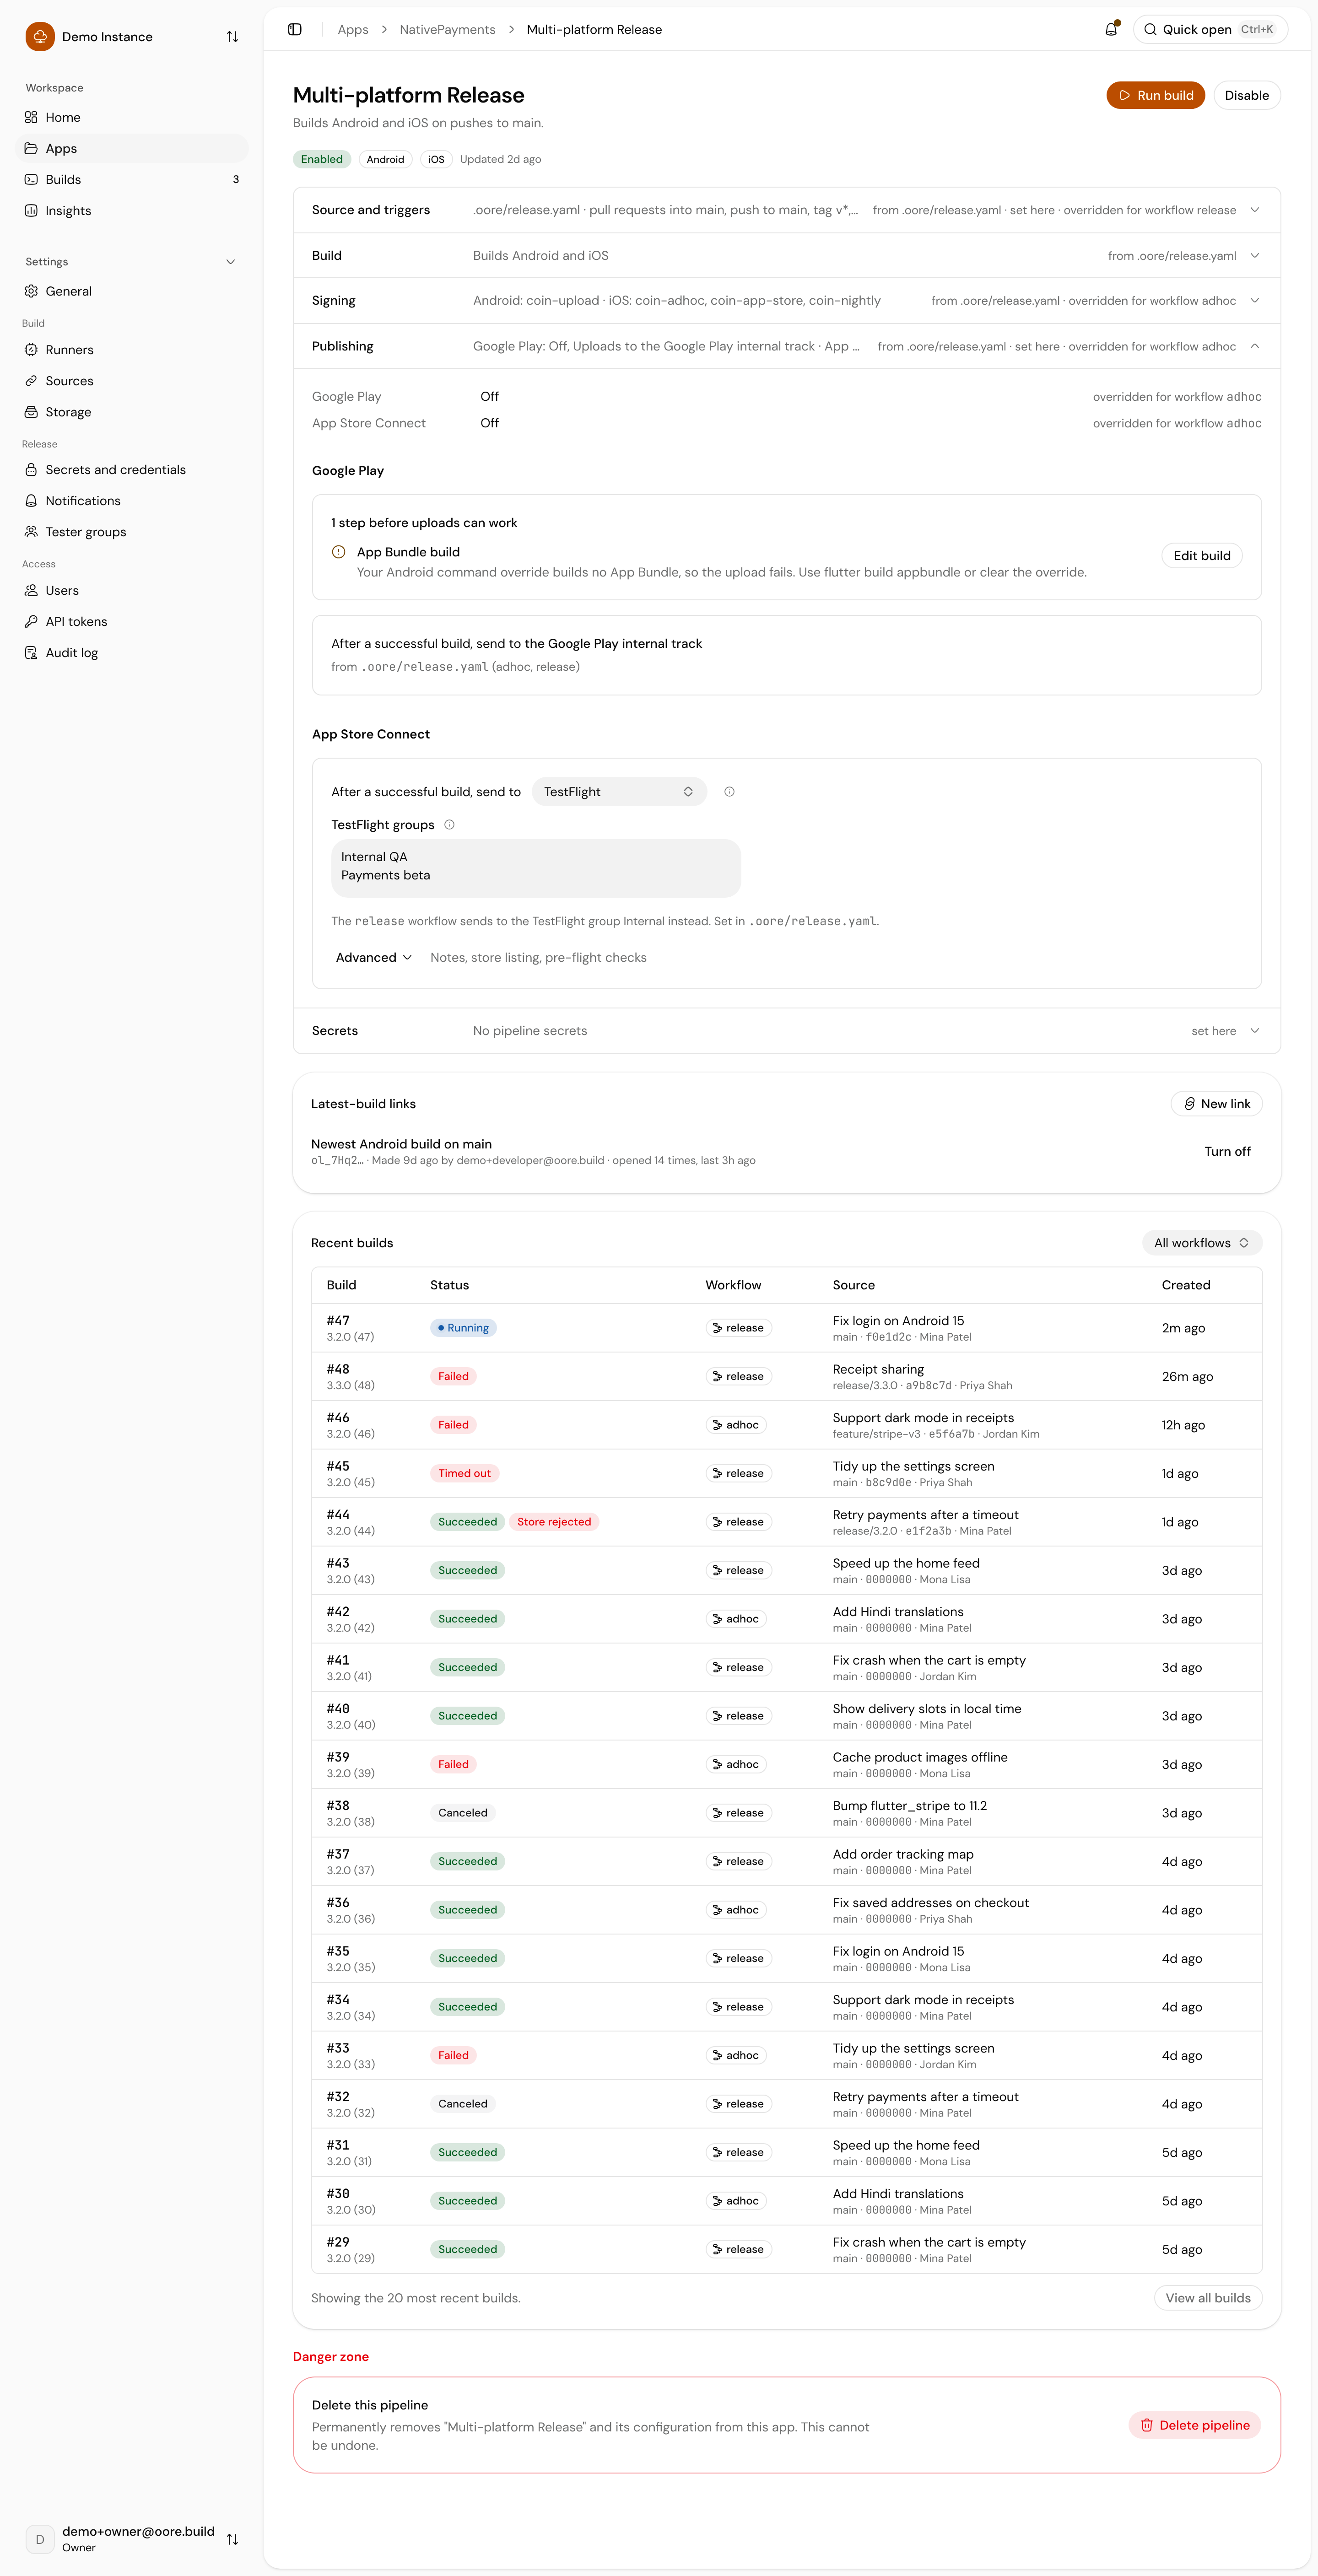 Demo Instance
Workspace
Home
Apps
Builds 3
Insights
Settings
General
Build
Runners
Sources
Storage
Release
Secrets and credentials
Notifications
Tester groups
Access
Users
API tokens
Audit log
D
demo+owner@oore.build
Owner
Apps > NativePayments > Multi-platform Release
Quick open Ctrl+K
Multi-platform Release
Run build
Disable
Builds Android and iOS on pushes to main.
Enabled Android iOS Updated 2d ago
Source and triggers .oore/release.yaml · pull requests into main, push to main, tag v*,... from .oore/release.yaml · set here · overridden for workflow release
Build Builds Android and iOS from .oore/release.yaml
Signing Android: coin-upload · iOS: coin-adhoc, coin-app-store, coin-nightly from .oore/release.yaml · overridden for workflow adhoc
Publishing Google Play: Off, Uploads to the Google Play internal track · App ... from .oore/release.yaml · set here · overridden for workflow adhoc
Google Play Off overridden for workflow adhoc
App Store Connect Off overridden for workflow adhoc
Google Play
1 step before uploads can work
App Bundle build
Your Android command override builds no App Bundle, so the upload fails. Use flutter build appbundle or clear the override.
Edit build
After a successful build, send to the Google Play internal track
from .oore/release.yaml (adhoc, release)
App Store Connect
After a successful build, send to TestFlight
TestFlight groups
Internal QA
Payments beta
The release workflow sends to the TestFlight group Internal instead. Set in .oore/release.yaml.
Advanced Notes, store listing, pre-flight checks
Secrets No pipeline secrets set here
Latest-build links
New link
Newest Android build on main
ol_7Hq2… · Made 9d ago by demo+developer@oore.build · opened 14 times, last 3h ago
Turn off
Recent builds
All workflows
Build Status Workflow Source Created
#47 Running release Fix login on Android 15 2m ago
3.2.0 (47) main · f0e1d2c · Mina Patel
#48 Failed release Receipt sharing 26m ago
3.3.0 (48) release/3.3.0 · a9b8c7d · Priya Shah
#46 Failed adhoc Support dark mode in receipts 12h ago
3.2.0 (46) feature/stripe-v3 · e5f6a7b · Jordan Kim
#45 Timed out release Tidy up the settings screen 1d ago
3.2.0 (45) main · b8c9d0e · Priya Shah
#44 Succeeded Store rejected release Retry payments after a timeout 1d ago
3.2.0 (44) release/3.2.0 · e1f2a3b · Mina Patel
#43 Succeeded release Speed up the home feed 3d ago
3.2.0 (43) main · 0000000 · Mona Lisa
#42 Succeeded adhoc Add Hindi translations 3d ago
3.2.0 (42) main · 0000000 · Mina Patel
#41 Succeeded release Fix crash when the cart is empty 3d ago
3.2.0 (41) main · 0000000 · Jordan Kim
#40 Succeeded release Show delivery slots in local time 3d ago
3.2.0 (40) main · 0000000 · Mina Patel
#39 Failed adhoc Cache product images offline 3d ago
3.2.0 (39) main · 0000000 · Mona Lisa
#38 Canceled release Bump flutter_stripe to 11.2 3d ago
3.2.0 (38) main · 0000000 · Mina Patel
#37 Succeeded release Add order tracking map 4d ago
3.2.0 (37) main · 0000000 · Mina Patel
#36 Succeeded adhoc Fix saved addresses on checkout 4d ago
3.2.0 (36) main · 0000000 · Priya Shah
#35 Succeeded release Fix login on Android 15 4d ago
3.2.0 (35) main · 0000000 · Mona Lisa
#34 Succeeded release Support dark mode in receipts 4d ago
3.2.0 (34) main · 0000000 · Mina Patel
#33 Failed adhoc Tidy up the settings screen 4d ago
3.2.0 (33) main · 0000000 · Jordan Kim
#32 Canceled release Retry payments after a timeout 4d ago
3.2.0 (32) main · 0000000 · Mina Patel
#31 Succeeded release Speed up the home feed 5d ago
3.2.0 (31) main · 0000000 · Mona Lisa
#30 Succeeded adhoc Add Hindi translations 5d ago
3.2.0 (30) main · 0000000 · Mina Patel
#29 Succeeded release Fix crash when the cart is empty 5d ago
3.2.0 (29) main · 0000000 · Mina Patel
Showing the 20 most recent builds.
View all builds
Danger zone
Delete this pipeline
Permanently removes "Multi-platform Release" and its configuration from this app. This cannot
be undone.
Delete pipeline